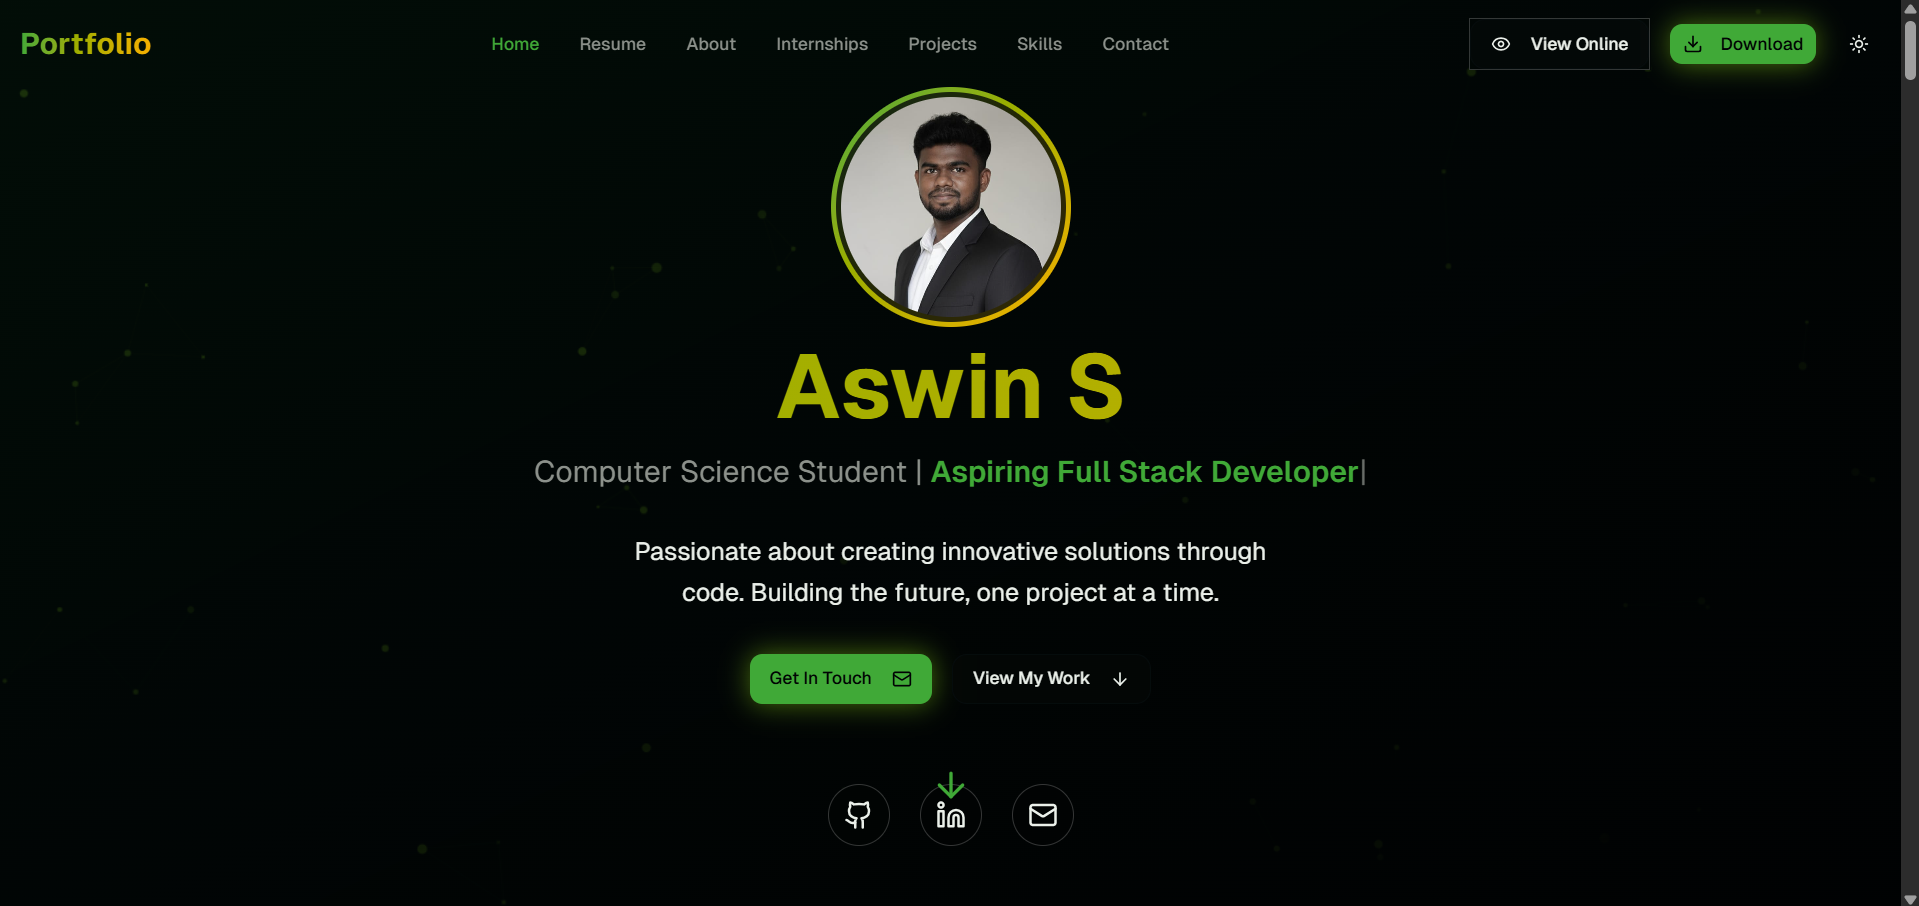 Portfolio
Home Resume About Internships Projects Skills Contact
View Online Download
Aswin S
Computer Science Student | Aspiring Full Stack Developer|
Passionate about creating innovative solutions through
code. Building the future, one project at a time.
Get In Touch View My Work